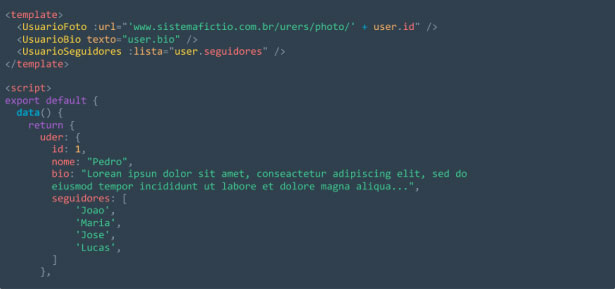 <template>
<UsuarioFoto :url="'www.sistemafictio.com.br/urers/photo/' + user.id" />
<UsuarioBio texto="user.bio" />
<UsuarioSeguidores :lista="user.seguidores" />
</template>
<script>
export default {
data() {
return {
uder: {
id: 1,
nome: "Pedro",
bio: "Lorean ipsun dolor sit amet, conseactetur adipiscing elit, sed do
eiusmod tempor incididunt ut labore et dolore magna aliqua...",
seguidores: [
'Joao',
'Maria',
'Jose',
'Lucas',
]
},